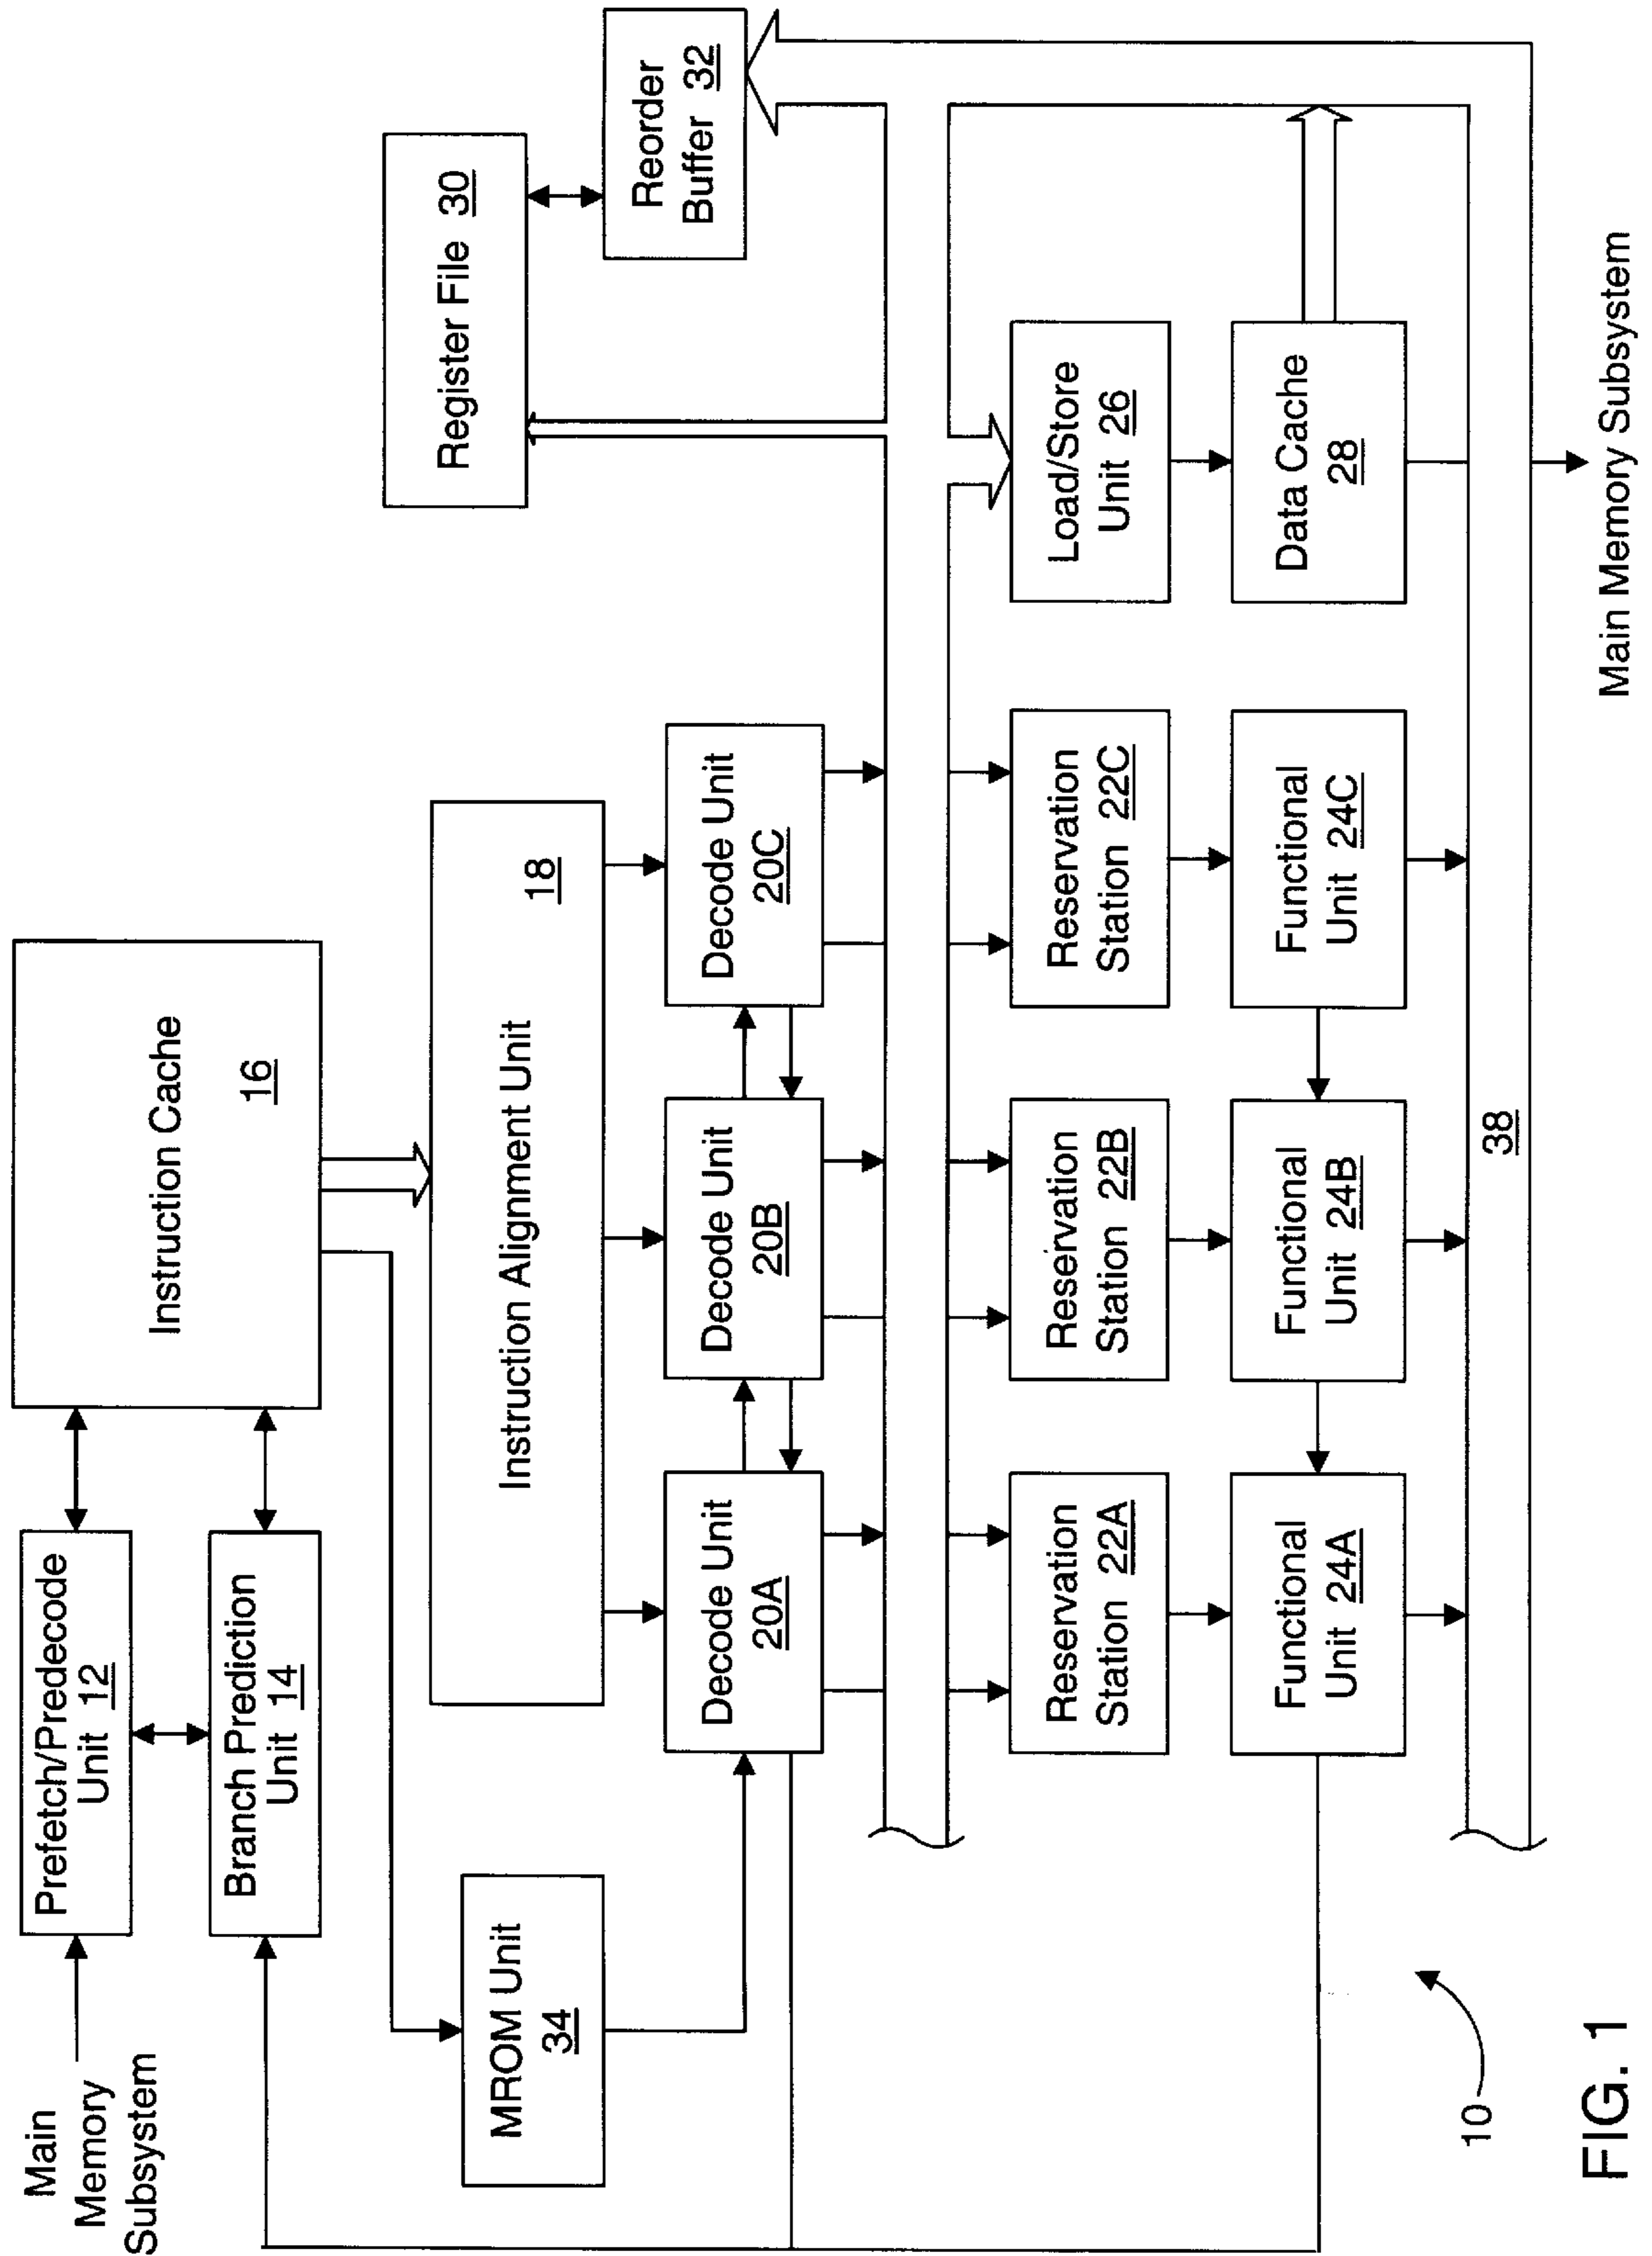 Main
Memory
Subsystem
Prefetch/Predecode
Unit 12
Branch Prediction
Unit 14
Instruction Cache
16
MROM Unit
34
Instruction Alignment Unit
18
Register File 30
Reorder
Buffer 32
Decode Unit
20A
Decode Unit
20B
Decode Unit
20C
Reservation
Station 22A
Reservation
Station 22B
Reservation
Station 22C
Load/Store
Unit 26
Functional
Unit 24A
Functional
Unit 24B
Functional
Unit 24C
Data Cache
28
38
Main Memory Subsystem
10
FIG. 1